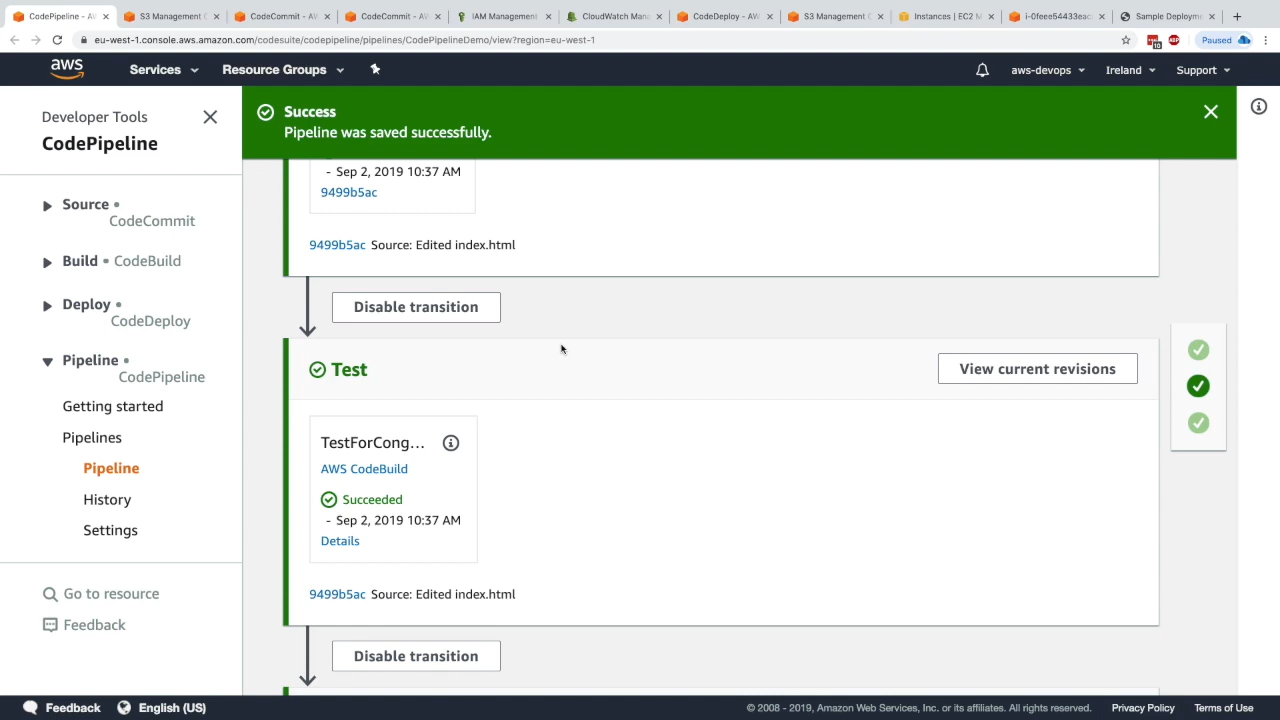 CodePipeline - A
S3 Management C
CodeCommit - AW
CodeCommit - AW
IAM Management
CloudWatch Mana
CodeDeploy - AW
S3 Management C
Instances | EC2 M
i-0feee54433eac
Sample Deployme
eu-west-1.console.aws.amazon.com/codesuite/codepipeline/pipelines/CodePipelineDemo/view?region=eu-west-1
10
ABP
Paused
aws
Services
Resource Groups
aws-devops
Ireland
Support
Developer Tools
CodePipeline
Source • CodeCommit
Build • CodeBuild
Deploy • CodeDeploy
Pipeline • CodePipeline
Getting started
Pipelines
Pipeline
History
Settings
Go to resource
Feedback
Success
Pipeline was saved successfully.
- Sep 2, 2019 10:37 AM
9499b5ac
9499b5ac Source: Edited index.html
Disable transition
Test
View current revisions
TestForCong...
AWS CodeBuild
Succeeded
- Sep 2, 2019 10:37 AM
Details
9499b5ac Source: Edited index.html
Disable transition
Feedback
English (US)
© 2008 - 2019, Amazon Web Services, Inc. or its affiliates. All rights reserved.
Privacy Policy
Terms of Use